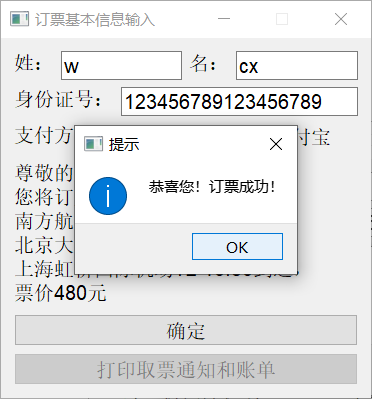 订票基本信息输入
姓： w 名： cx
身份证号： 123456789123456789
支付方 付宝
提示
恭喜您！订票成功！
OK
尊敬的
您将订
南方航
北京大
票价480元
确定
打印取票通知和账单